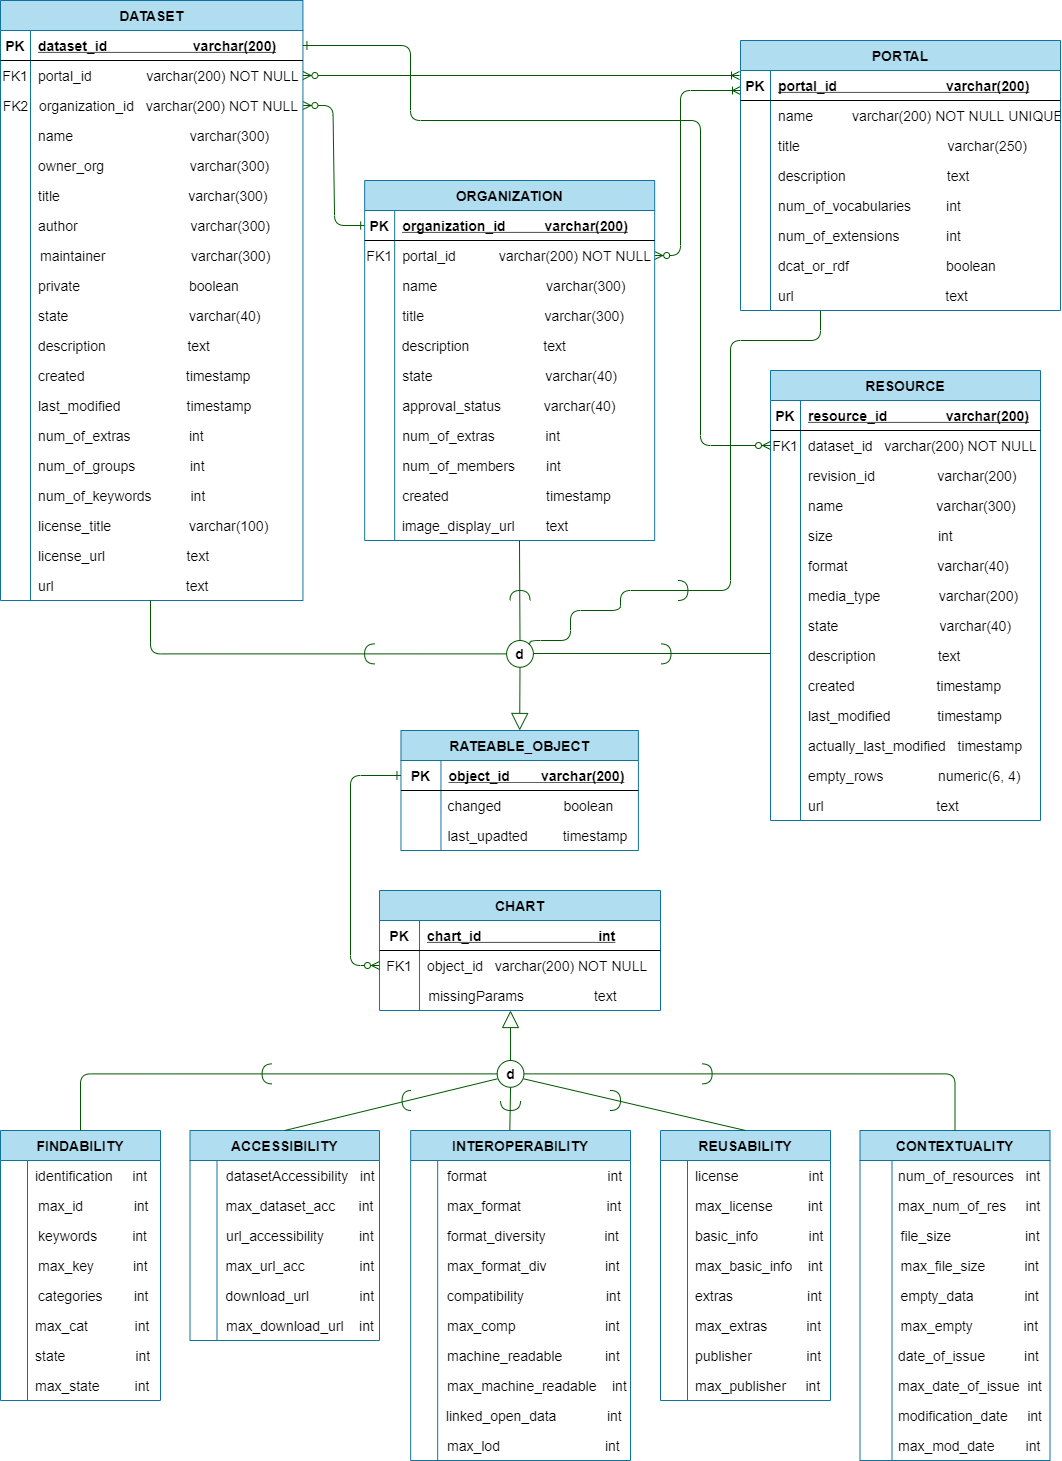 DATASET
PK dataset_id varchar(200)
FK1 portal_id varchar(200) NOT NULL
FK2 organization_id varchar(200) NOT NULL
name varchar(300)
owner_org varchar(300)
title varchar(300)
author varchar(300)
maintainer varchar(300)
private boolean
state varchar(40)
description text
created timestamp
last_modified timestamp
num_of_extras int
num_of_groups int
num_of_keywords int
license_title varchar(100)
license_url text
url text
PORTAL
PK portal_id varchar(200)
name varchar(200) NOT NULL UNIQUE
title varchar(250)
description text
num_of_vocabularies int
num_of_extensions int
dcat_or_rdf boolean
url text
ORGANIZATION
PK organization_id varchar(200)
FK1 portal_id varchar(200) NOT NULL
name varchar(300)
title varchar(300)
description text
state varchar(40)
approval_status varchar(40)
num_of_extras int
num_of_members int
created timestamp
image_display_url text
RESOURCE
PK resource_id varchar(200)
FK1 dataset_id varchar(200) NOT NULL
revision_id varchar(200)
name varchar(300)
size int
format varchar(40)
media_type varchar(200)
state varchar(40)
description text
created timestamp
last_modified timestamp
actually_last_modified timestamp
empty_rows numeric(6, 4)
url text
d
RATEABLE_OBJECT
PK object_id varchar(200)
changed boolean
last_upadted timestamp
CHART
PK chart_id int
FK1 object_id varchar(200) NOT NULL
missingParams text
d
FINDABILITY
identification int
max_id int
keywords int
max_key int
categories int
max_cat int
state int
max_state int
ACCESSIBILITY
datasetAccessibility int
max_dataset_acc int
url_accessibility int
max_url_acc int
download_url int
max_download_url int
INTEROPERABILITY
format int
max_format int
format_diversity int
max_format_div int
compatibility int
max_comp int
machine_readable int
max_machine_readable int
linked_open_data int
max_lod int
REUSABILITY
license int
max_license int
basic_info int
max_basic_info int
extras int
max_extras int
publisher int
max_publisher int
CONTEXTUALITY
num_of_resources int
max_num_of_res int
file_size int
max_file_size int
empty_data int
max_empty int
date_of_issue int
max_date_of_issue int
modification_date int
max_mod_date int